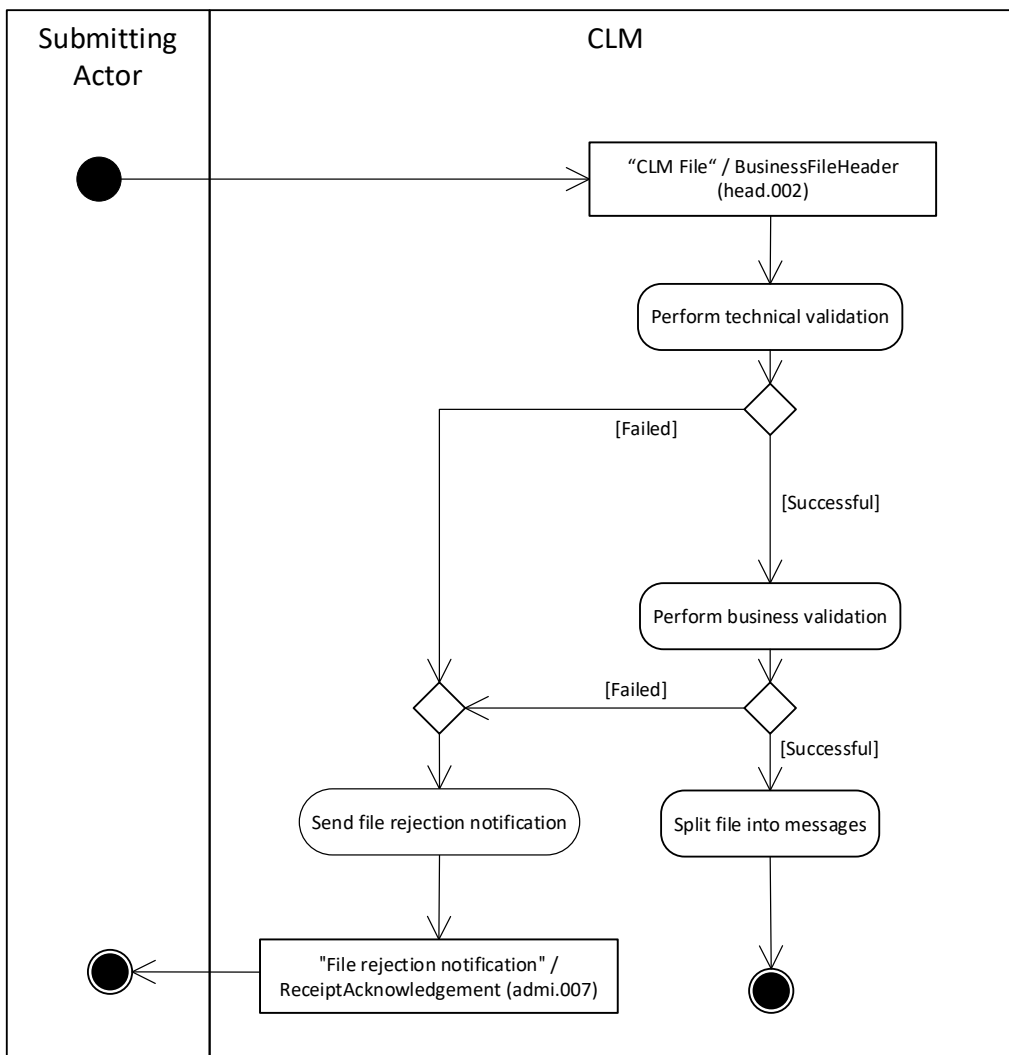 Submitting
Actor
CLM
“CLM File“ / BusinessFileHeader
(head.002)
Perform technical validation
[Failed]
[Successful]
Perform business validation
[Failed]
[Successful]
Send file rejection notification
Split file into messages
"File rejection notification" /
ReceiptAcknowledgement (admi.007)